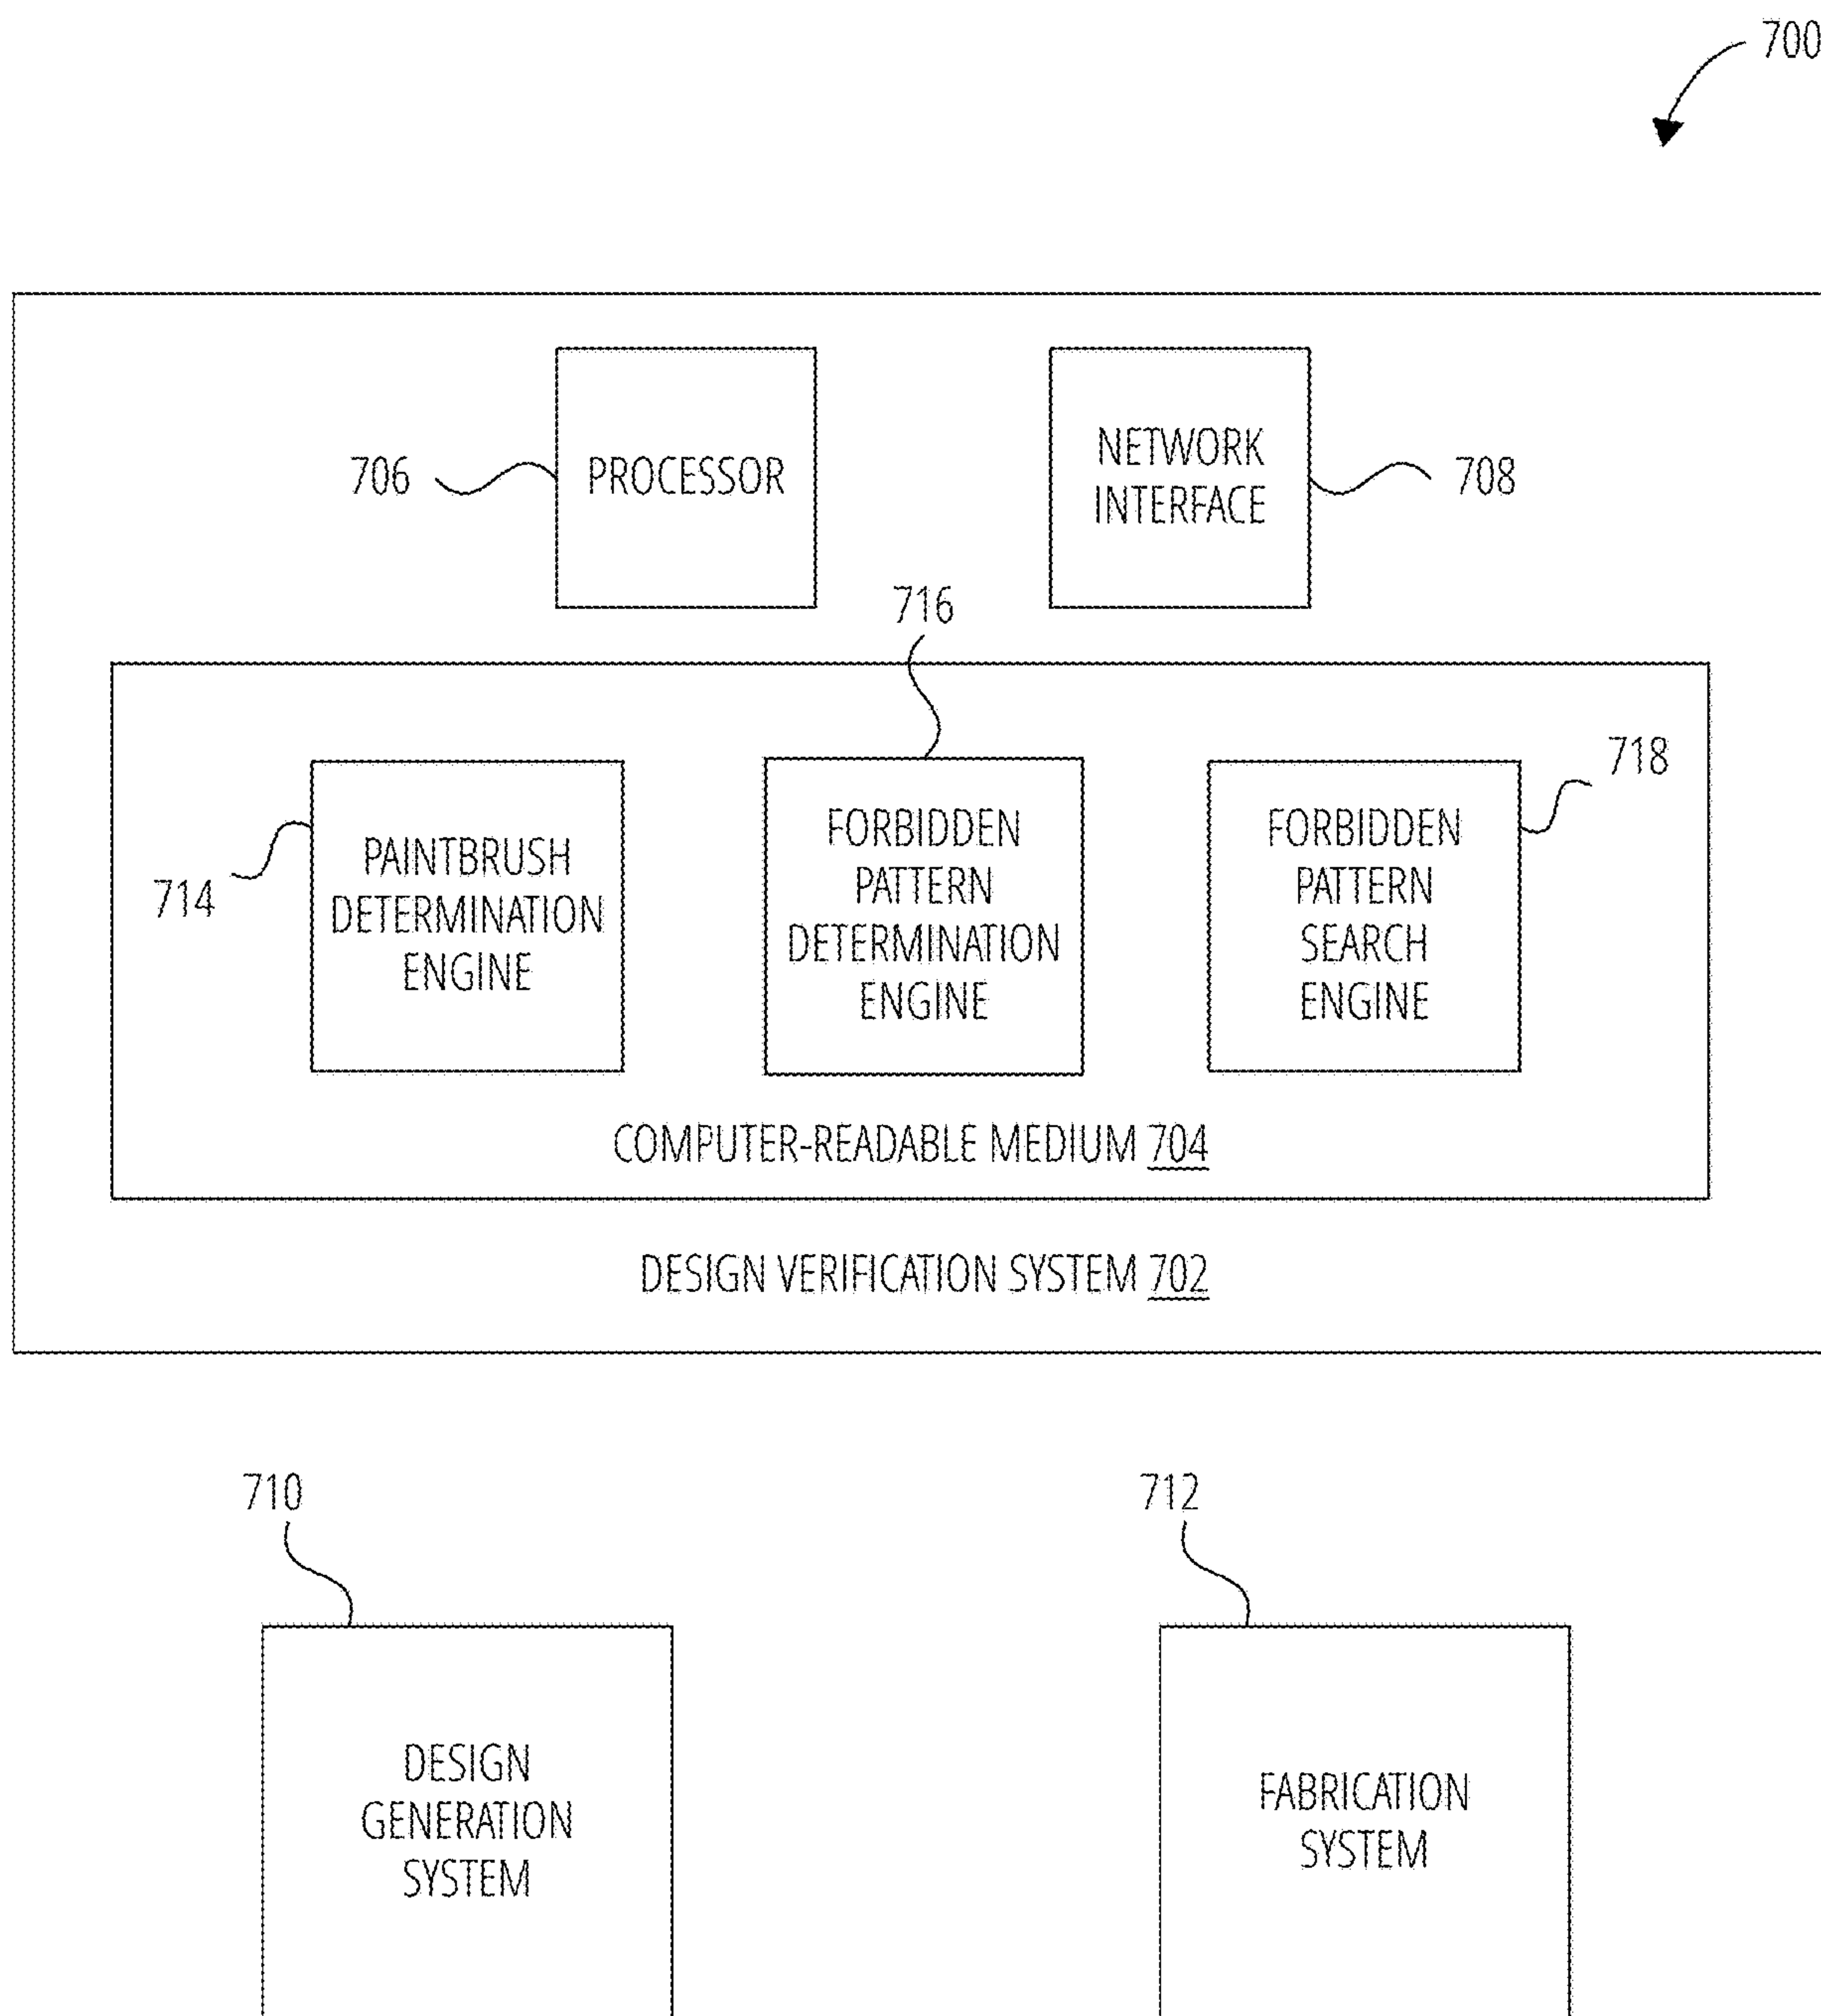 700
706
PROCESSOR
NETWORK
INTERFACE
708
716
714
PAINTBRUSH
DETERMINATION
ENGINE
FORBIDDEN
PATTERN
DETERMINATION
ENGINE
FORBIDDEN
PATTERN
SEARCH
ENGINE
718
COMPUTER-READABLE MEDIUM 704
DESIGN VERIFICATION SYSTEM 702
710
712
DESIGN
GENERATION
SYSTEM
FABRICATION
SYSTEM